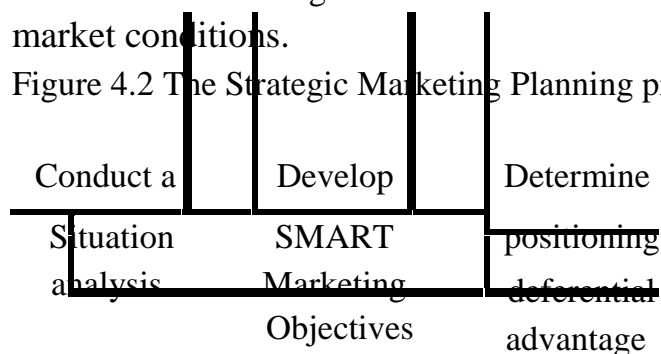 market conditions.
Figure 4.2 The Strategic Marketing Planning
Conduct a Develop Determine
Situation SMART positioning
analysis Marketing deferential
Objectives advantage